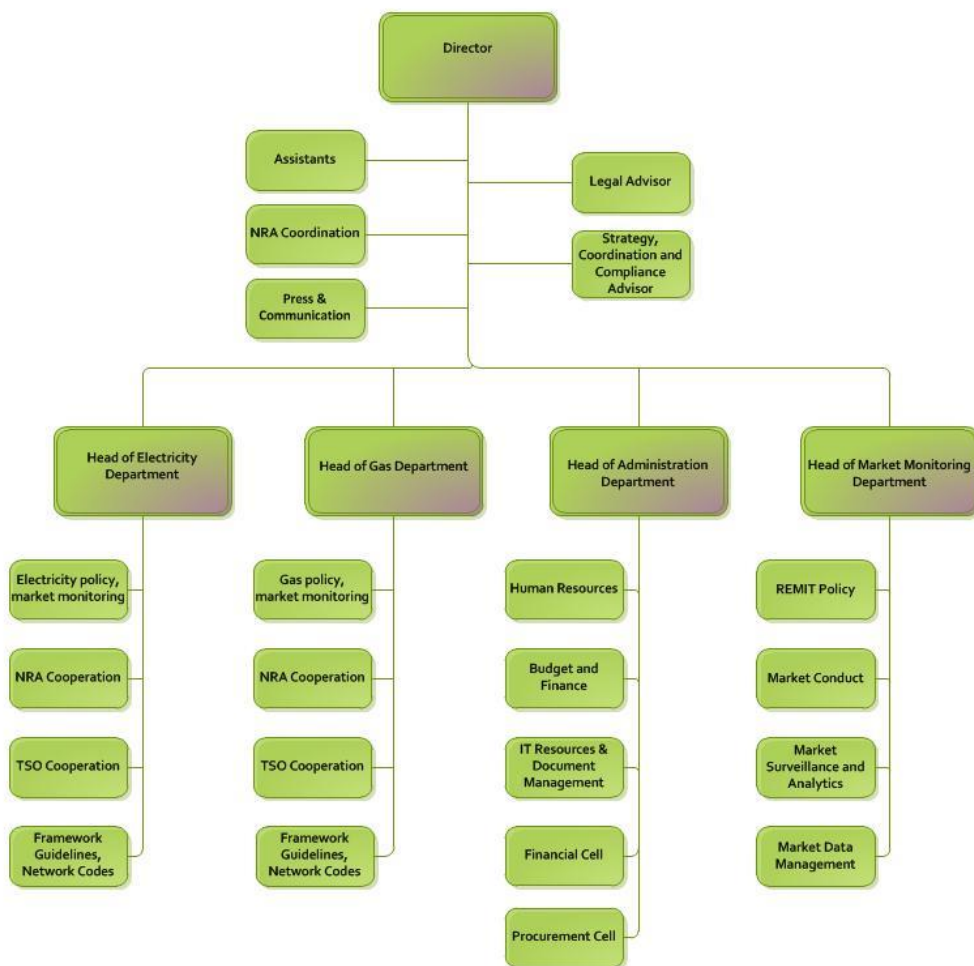 Director
Assistants
Legal Advisor
NRA Coordination
Strategy,
Coordination and
Compliance
Advisor
Press &
Communication
Head of Electricity
Department
Head of Gas Department
Head of Administration
Department
Head of Market Monitoring
Department
Electricity policy,
market monitoring
Gas policy,
market monitoring
Human Resources
REMIT Policy
NRA Cooperation
NRA Cooperation
Budget and
Finance
Market Conduct
TSO Cooperation
TSO Cooperation
IT Resources &
Document
Management
Market
Surveillance and
Analytics
Framework
Guidelines,
Network Codes
Framework
Guidelines,
Network Codes
Financial Cell
Market Data
Management
Procurement Cell